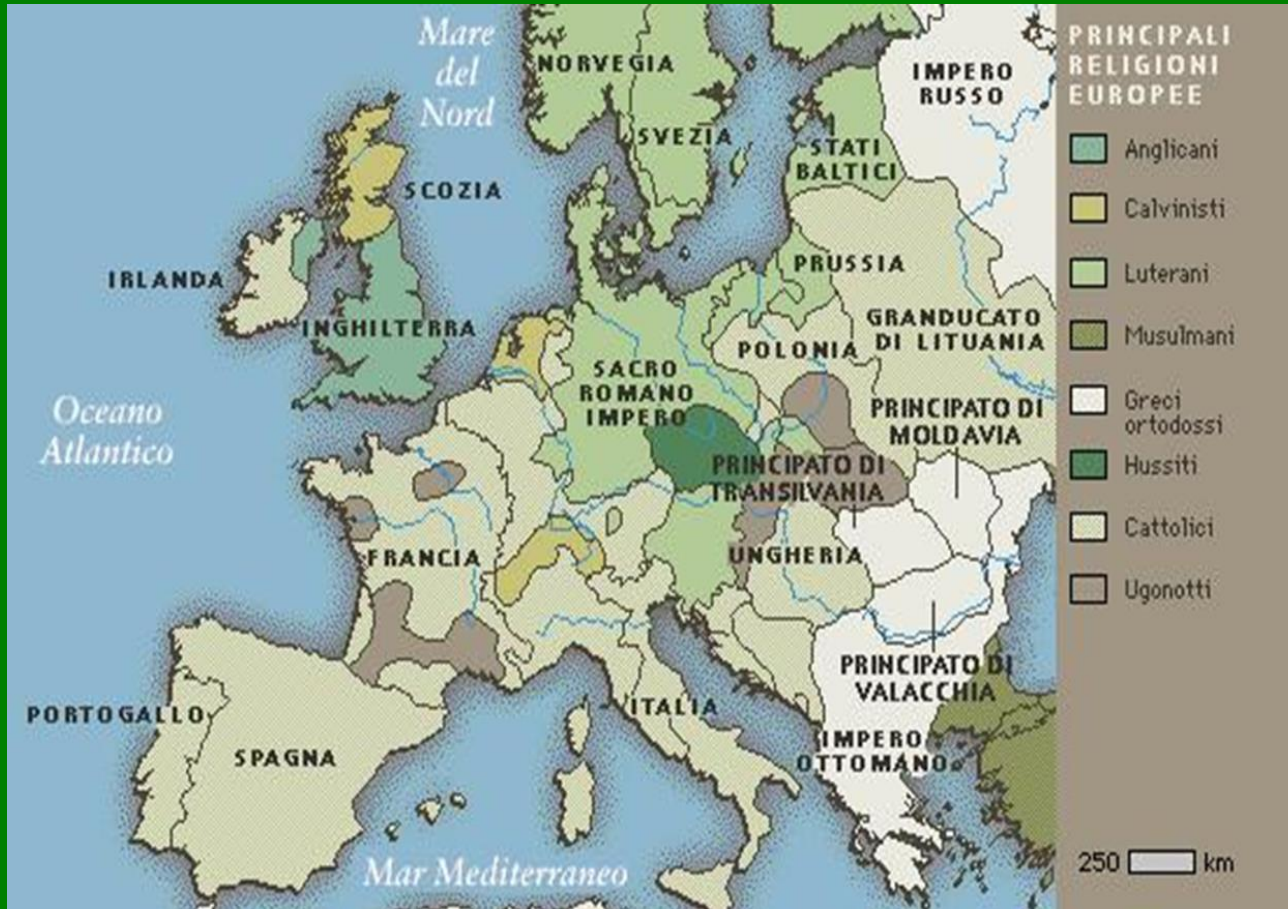 Mare
del
Nord
NORVEGIA
SVEZIA
IMPERO
RUSSO
STATI
BALTICI
SCOZIA
IRLANDA
INGHILTERRA
PRUSSIA
GRANDUCATO
DI LITUANIA
POLONIA
SACRO
ROMANO
IMPERO
Oceano
Atlantico
PRINCIPATO DI
MOLDAVIA
PRINCIPATO DI
TRANSILVANIA
FRANCIA
UNGHERIA
PRINCIPATO DI
VALACCHIA
PORTOGALLO
SPAGNA
ITALIA
IMPERO
OTTOMANO
Mar Mediterraneo
PRINCIPALI
RELIGIONI
EUROPEE
Anglicani
Calvinisti
Luterani
Musulmani
Greci
ortodossi
Hussiti
Cattolici
Ugonotti
250 km